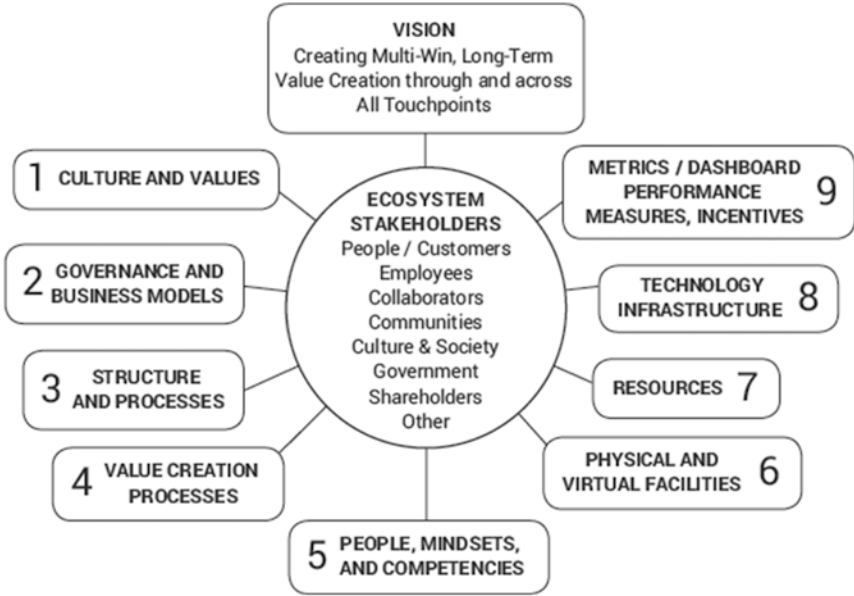 VISION
Creating Multi-Win, Long-Term
Value Creation through and across
All Touchpoints
1 CULTURE AND VALUES
2 GOVERNANCE AND
BUSINESS MODELS
3 STRUCTURE
AND PROCESSES
4 VALUE CREATION
PROCESSES
5 PEOPLE, MINDSETS,
AND COMPETENCIES
ECOSYSTEM
STAKEHOLDERS
People / Customers
Employees
Collaborators
Communities
Culture & Society
Government
Shareholders
Other
METRICS / DASHBOARD
PERFORMANCE
MEASURES, INCENTIVES 9
TECHNOLOGY
INFRASTRUCTURE 8
RESOURCES 7
PHYSICAL AND
VIRTUAL FACILITIES 6